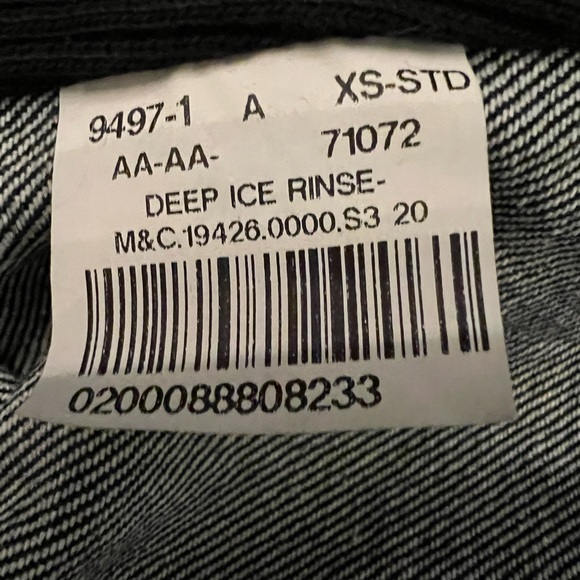 9497-1 A XS-STD
AA-AA- 71072
DEEP ICE RINSE-
M&C.19426.0000.S3 20
0200088808233